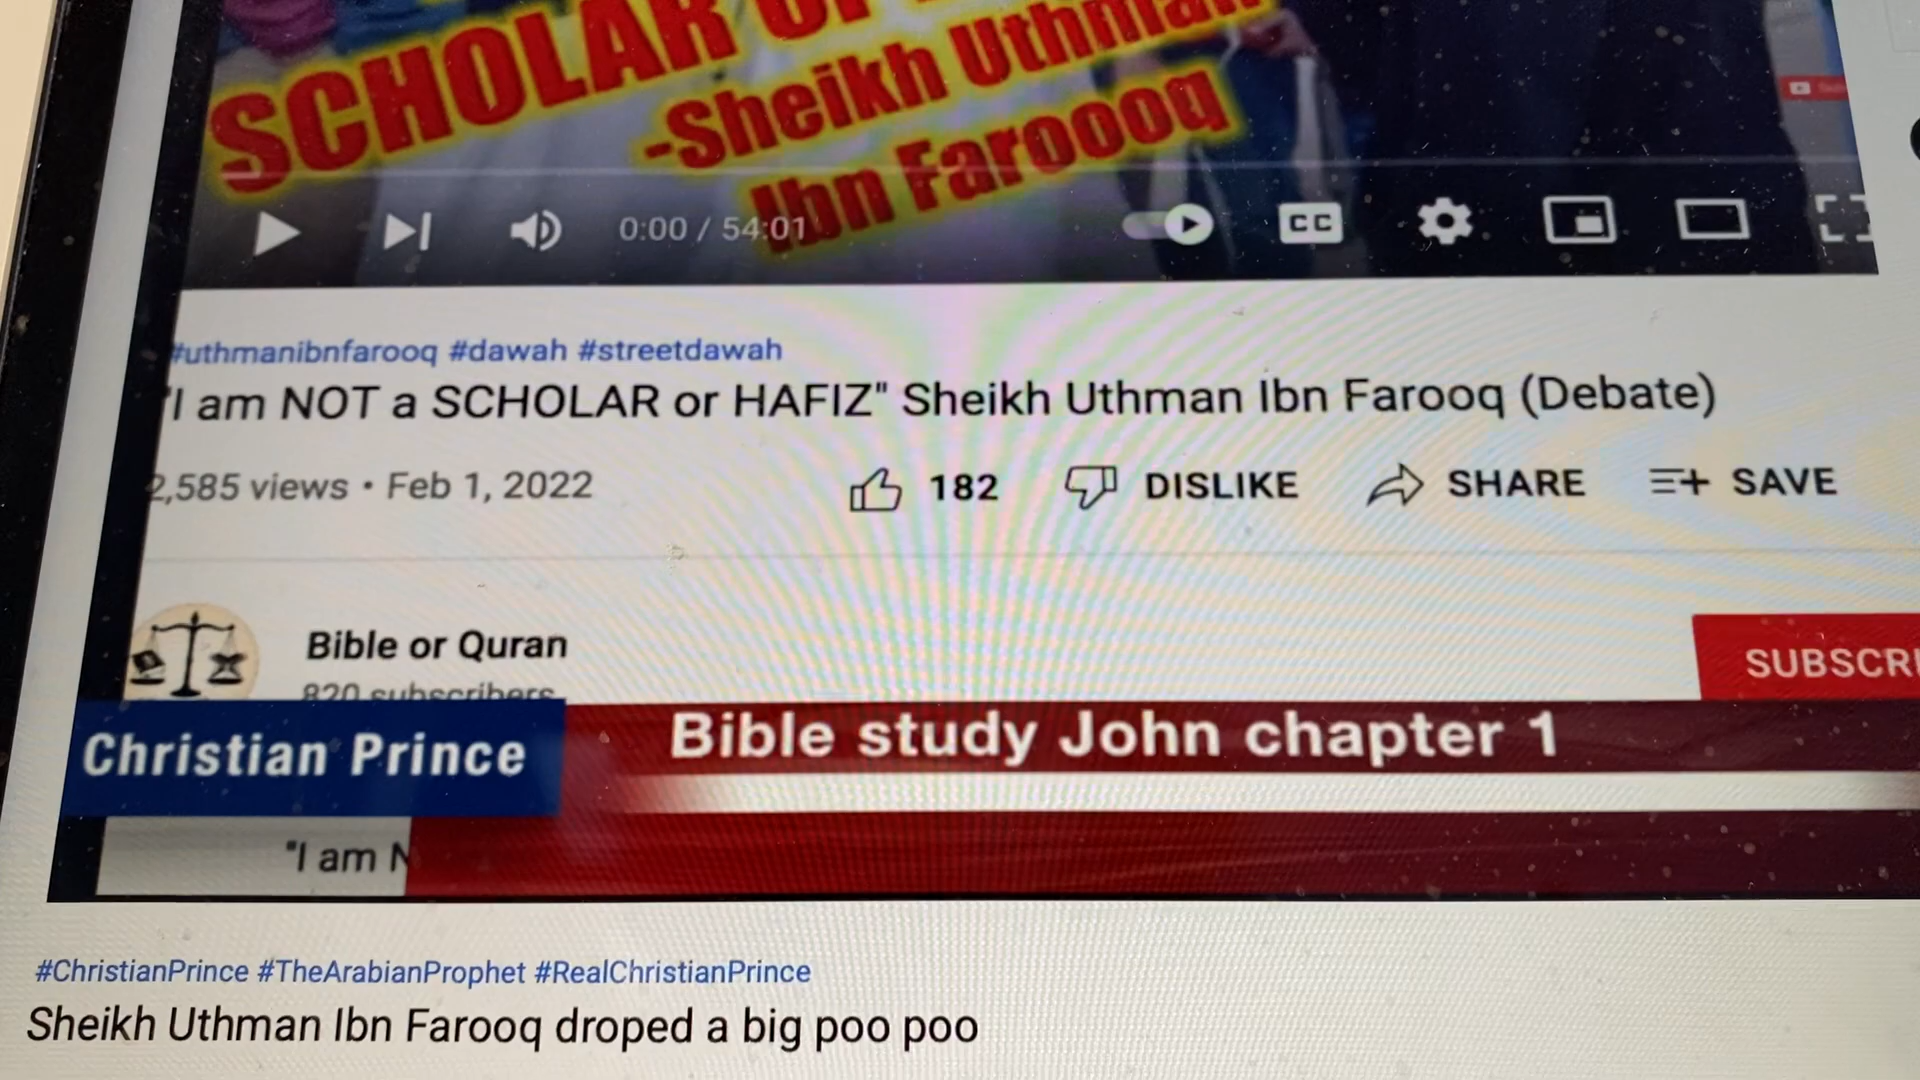 SCHOLAR
-Sheikh Uthman
Ibn Faroooq
0:00 / 54:01
CC
#uthmanibnfarooq #dawah #streetdawah
"I am NOT a SCHOLAR or HAFIZ" Sheikh Uthman Ibn Farooq (Debate)
2,585 views • Feb 1, 2022
182 DISLIKE SHARE SAVE
Bible or Quran
SUBSCRI
820 subscribers
Christian Prince
Bible study John chapter 1
"I am N
#ChristianPrince #TheArabianProphet #RealChristianPrince
Sheikh Uthman Ibn Farooq droped a big poo poo